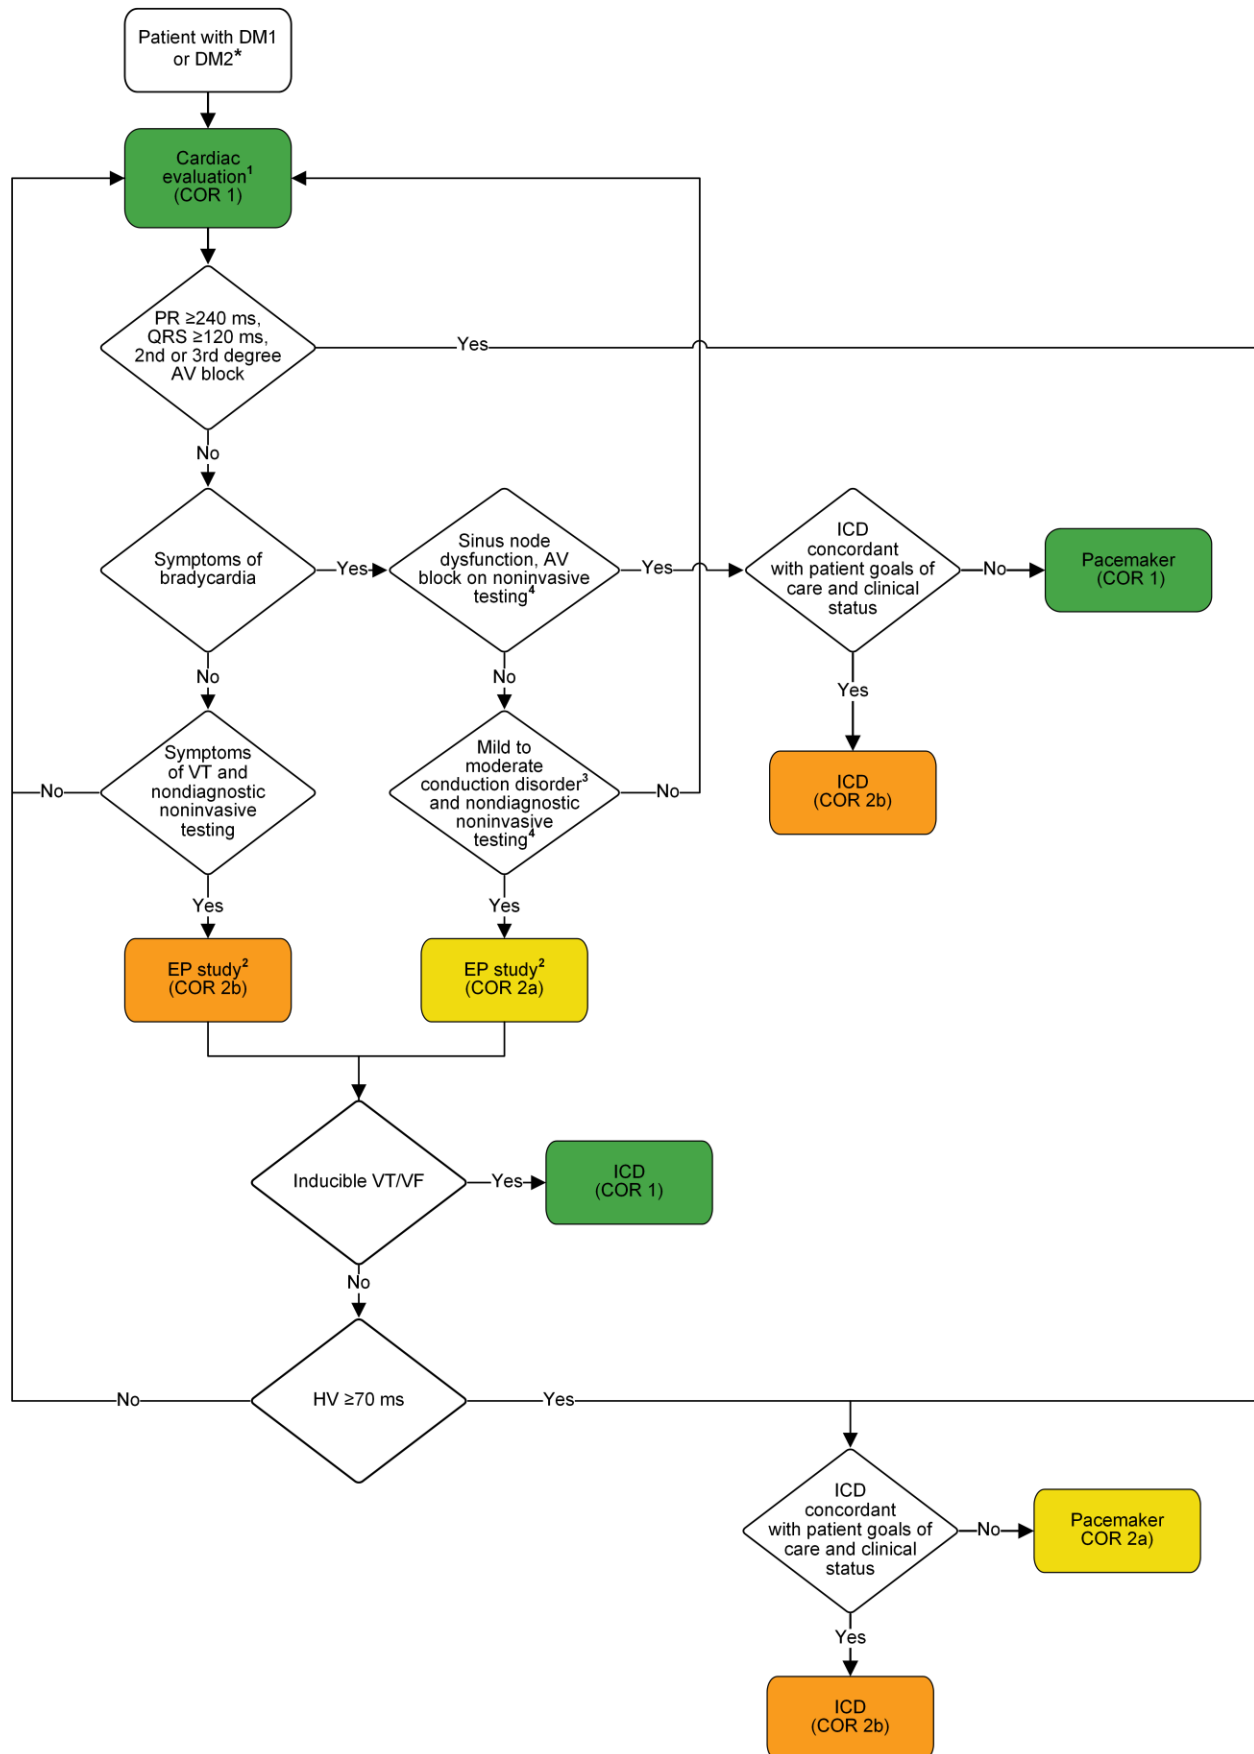 Patient with DM1
or DM2*
Cardiac
evaluation¹
(COR 1)
PR ≥240 ms,
QRS ≥120 ms,
2nd or 3rd degree
AV block
Yes
No
Symptoms of
bradycardia
Yes
Sinus node
dysfunction, AV
block on noninvasive
testing⁴
Yes
ICD
concordant
with patient goals of
care and clinical
status
No
Pacemaker
(COR 1)
No
No
Yes
Symptoms
of VT and
nondiagnostic
noninvasive
testing
No
Mild to
moderate
conduction disorder³
and nondiagnostic
noninvasive
testing⁴
No
ICD
(COR 2b)
Yes
Yes
EP study²
(COR 2b)
EP study²
(COR 2a)
Inducible VT/VF
Yes
ICD
(COR 1)
No
No
HV ≥70 ms
Yes
ICD
concordant
with patient goals of
care and clinical
status
No
Pacemaker
COR 2a)
Yes
ICD
(COR 2b)